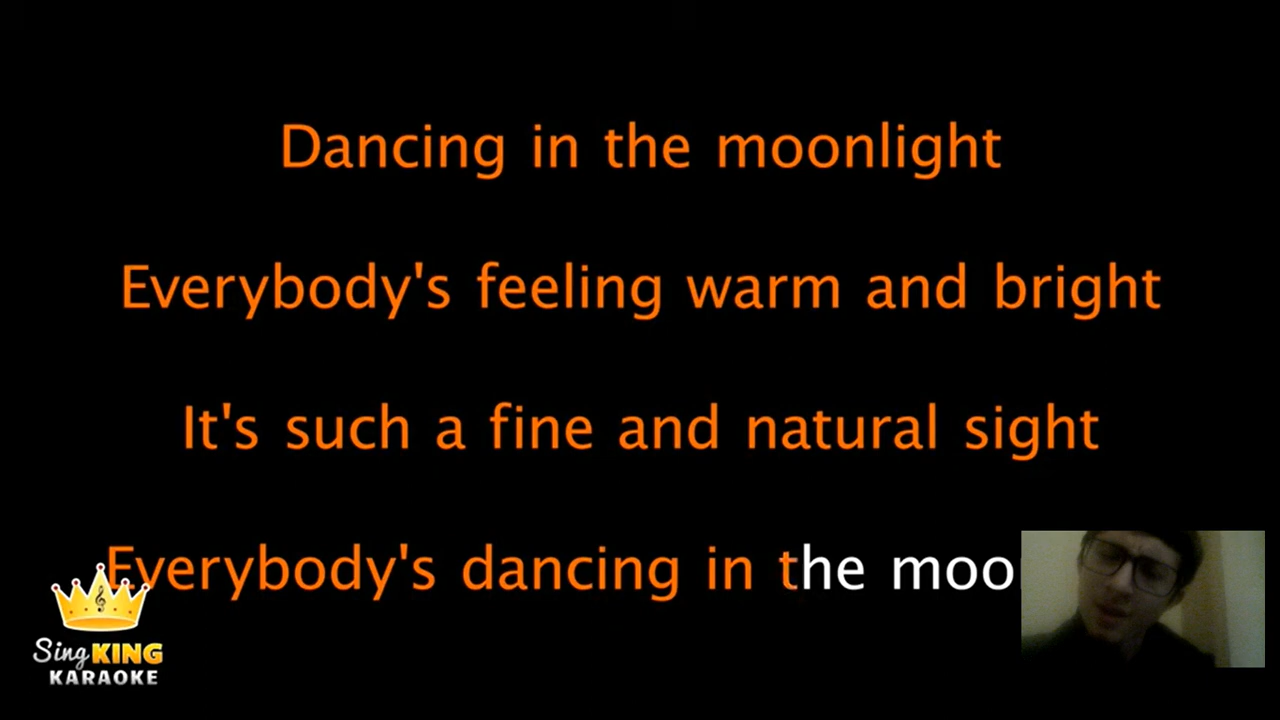 Dancing in the moonlight
Everybody's feeling warm and bright
It's such a fine and natural sight
Everybody's dancing in the moo
Sing KING
KARAOKE